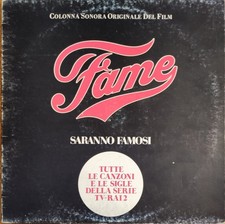 COLONNA SONORA ORIGINALE DEL FILM
Fame
SARANNO FAMOSI
TUTTE
LE CANZONI
E LE SIGLE
DELLA SERIE
TV-RAI 2